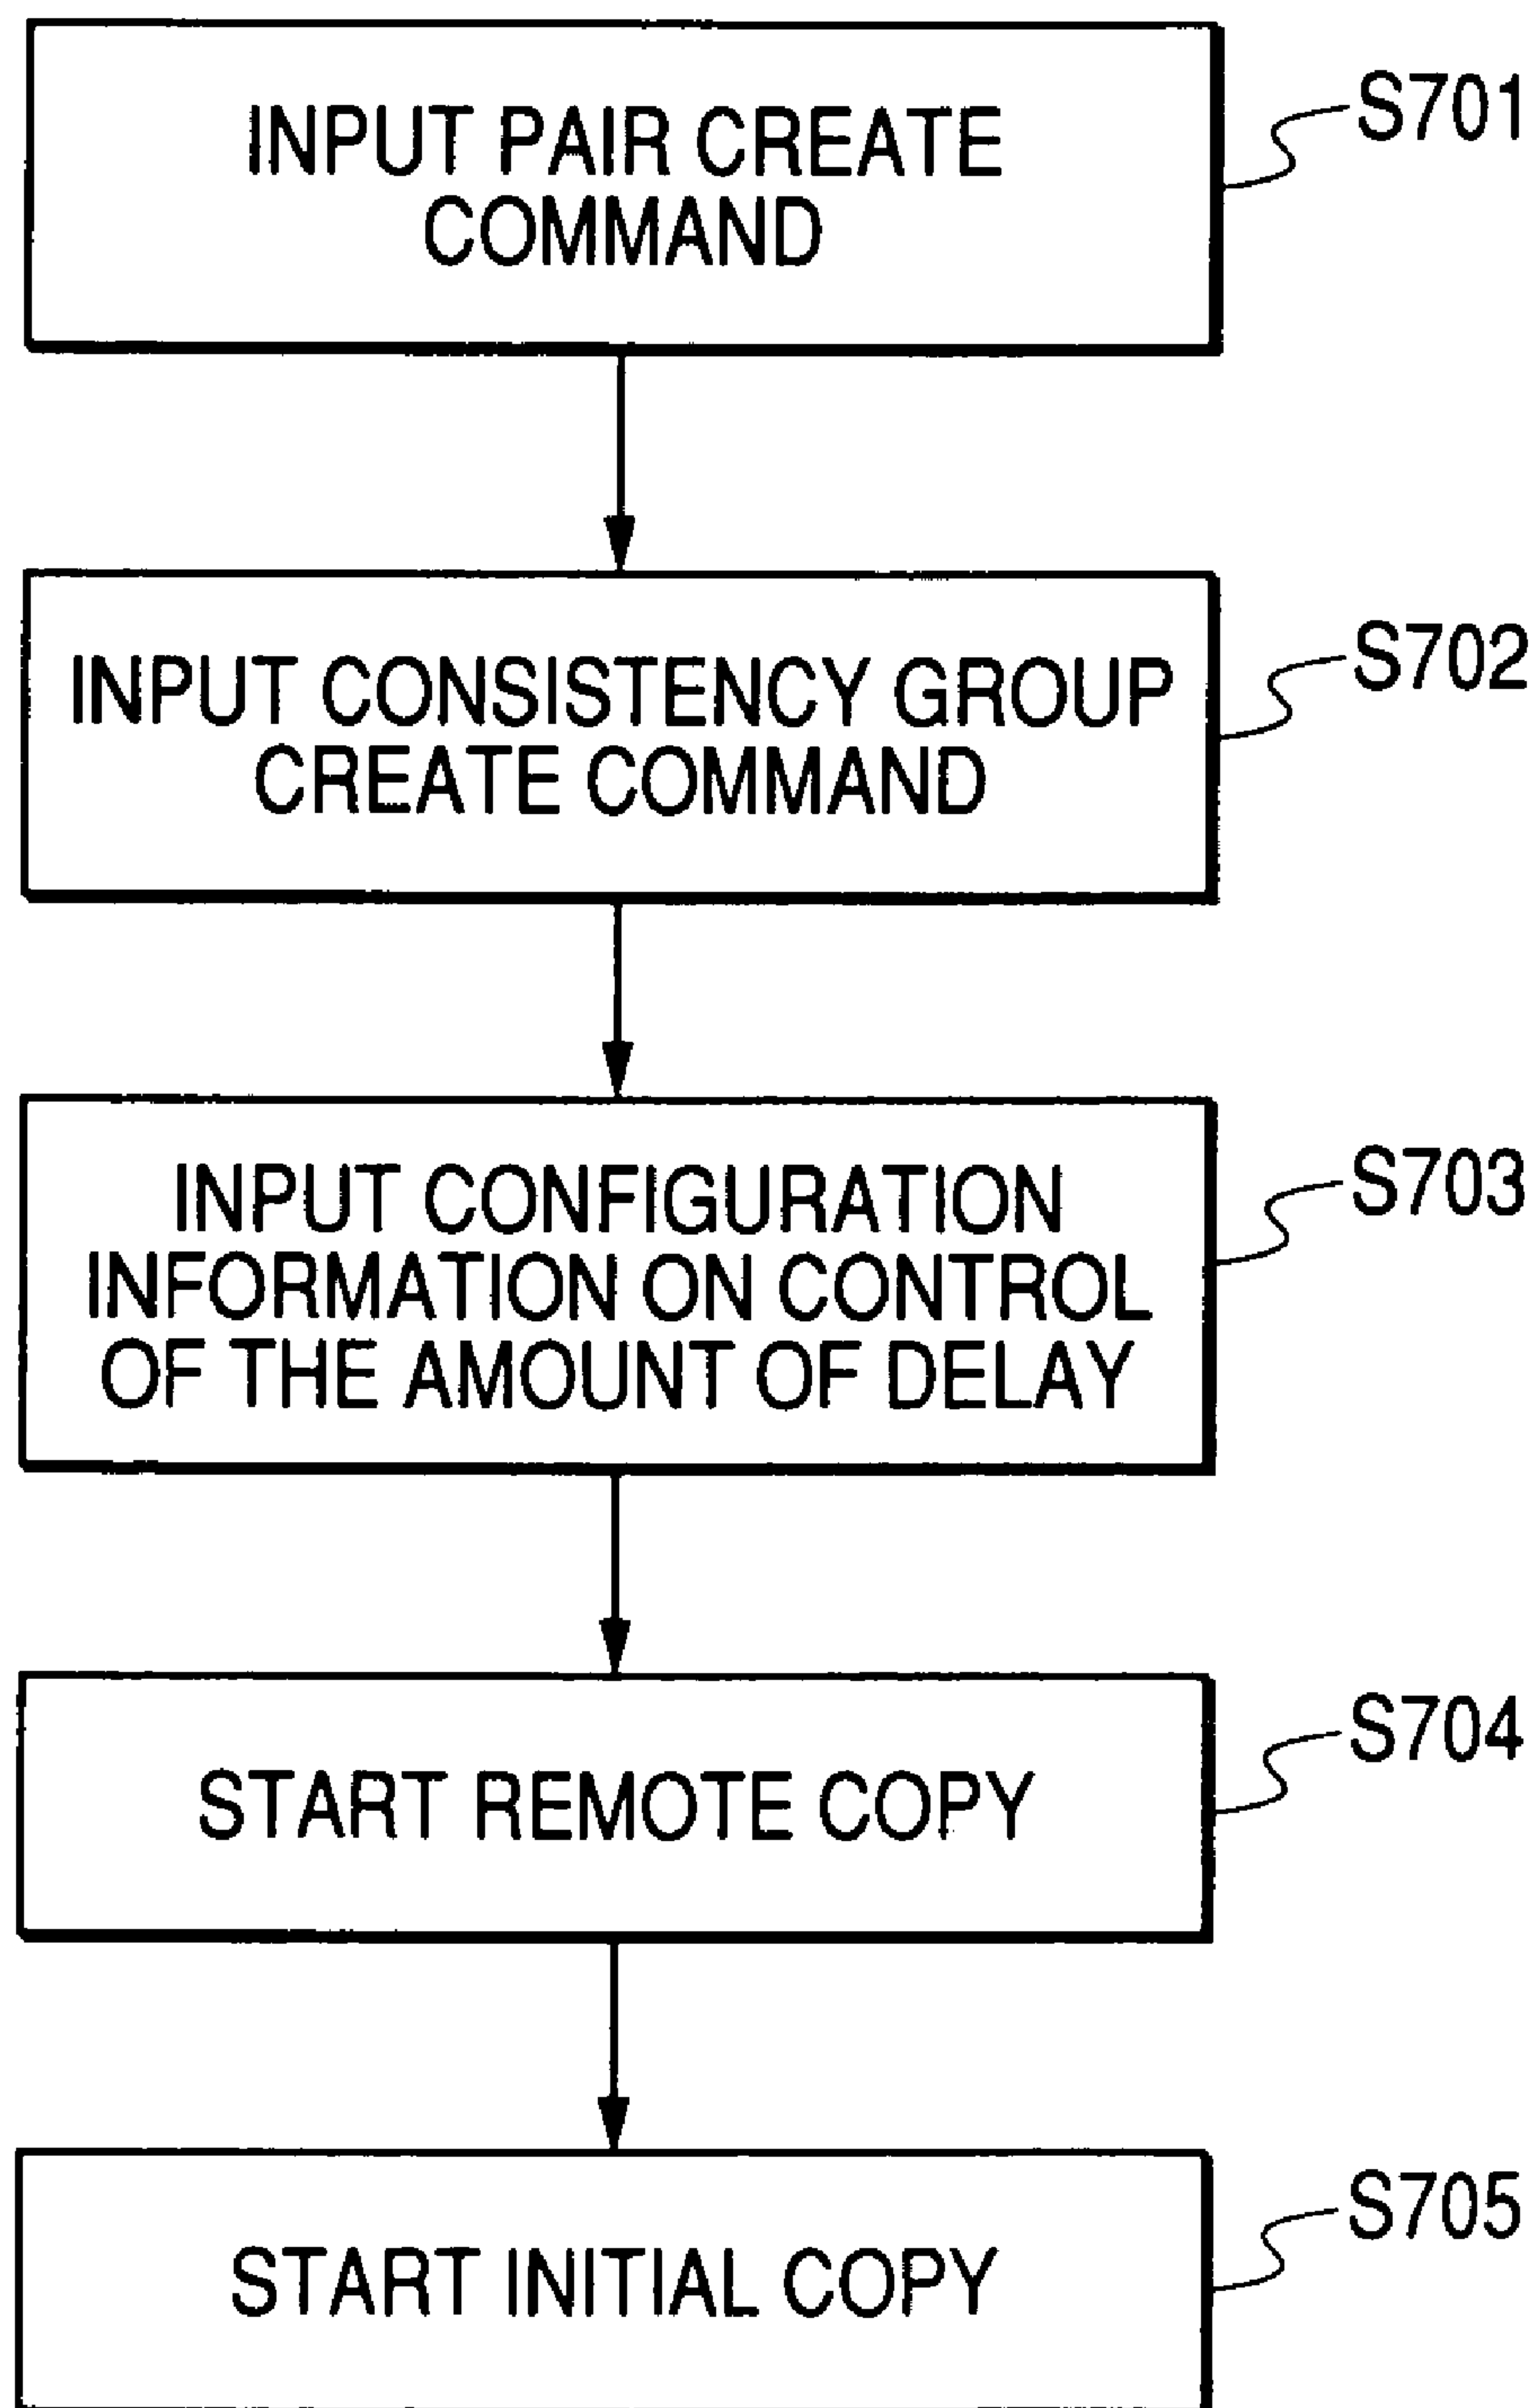 INPUT PAIR CREATE
COMMAND
S701
INPUT CONSISTENCY GROUP
CREATE COMMAND
S702
INPUT CONFIGURATION
INFORMATION ON CONTROL
OF THE AMOUNT OF DELAY
S703
START REMOTE COPY
S704
START INITIAL COPY
S705